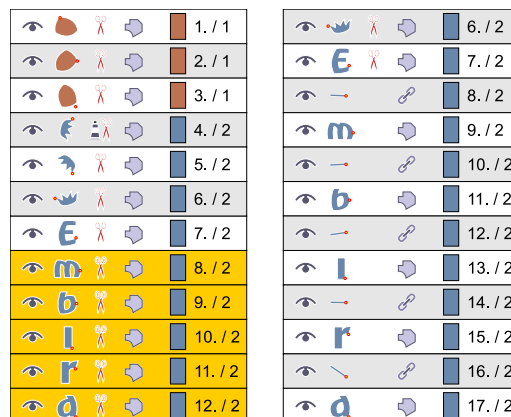 1. / 1
2. / 1
3. / 1
4. / 2
5. / 2
6. / 2
E 7. / 2
m 8. / 2
b 9. / 2
l 10. / 2
r 11. / 2
a 12. / 2
6. / 2
E 7. / 2
8. / 2
m 9. / 2
10. / 2
b 11. / 2
12. / 2
l 13. / 2
14. / 2
r 15. / 2
16. / 2
a 17. / 2